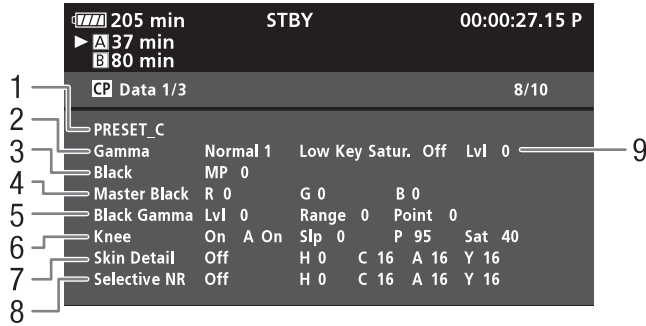 205 min STBY 00:00:27.15 P
A 37 min
B 80 min
CP Data 1/3 8/10
1 PRESET_C
2 Gamma Normal 1 Low Key Satur. Off Lvl 0 9
3 Black MP 0
4 Master Black R 0 G 0 B 0
5 Black Gamma Lvl 0 Range 0 Point 0
6 Knee On A On Slp 0 P 95 Sat 40
7 Skin Detail Off H 0 C 16 A 16 Y 16
8 Selective NR Off H 0 C 16 A 16 Y 16